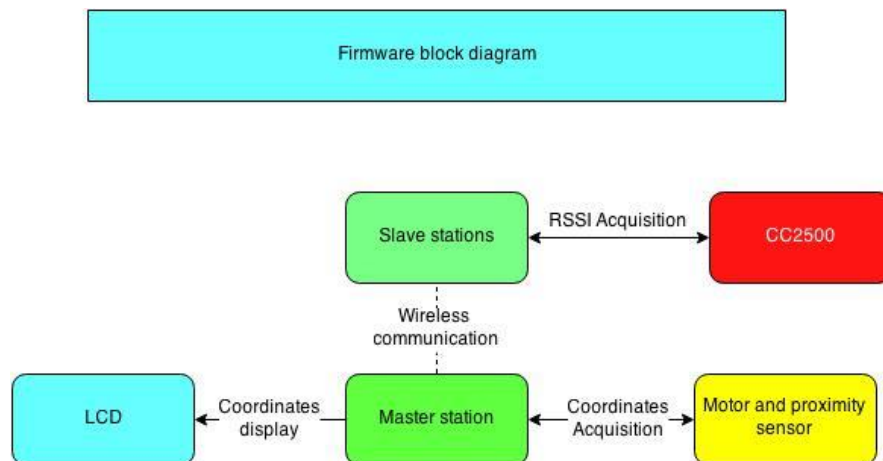 Firmware block diagram
Slave stations
RSSI Acquisition
CC2500
Wireless
communication
LCD
Coordinates
display
Master station
Coordinates
Acquisition
Motor and proximity
sensor